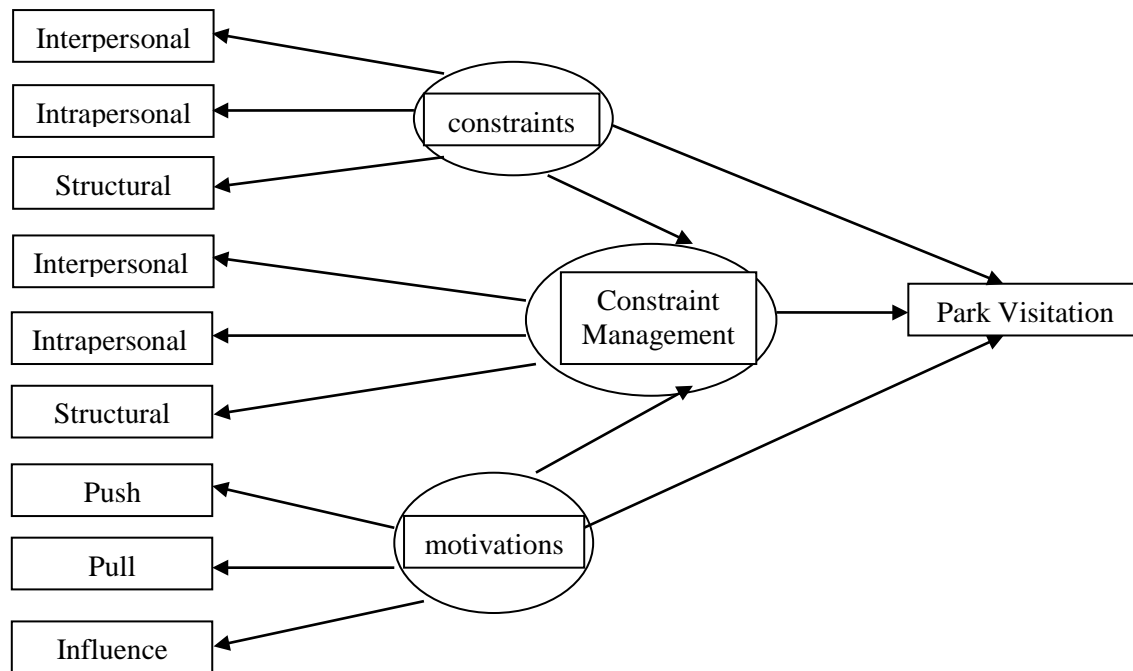 Interpersonal
Intrapersonal
constraints
Structural
Interpersonal
Constraint
Management
Park Visitation
Intrapersonal
Structural
Push
motivations
Pull
Influence